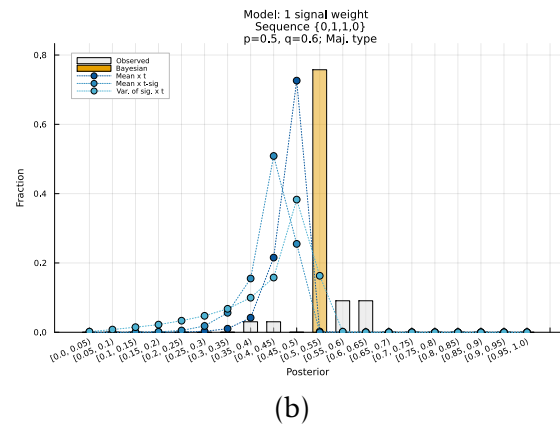 Model: 1 signal weight
Sequence {0,1,1,0}
p=0.5, q=0.6; Maj. type
Observed
Bayesian
Mean x t
Mean x t-sig
Var. of sig. x t
Fraction
0.8
0.6
0.4
0.2
0.0
[0.0, 0.05)
[0.05, 0.1)
[0.1, 0.15)
[0.15, 0.2)
[0.2, 0.25)
[0.25, 0.3)
[0.3, 0.35)
[0.35, 0.4)
[0.4, 0.45)
[0.45, 0.5)
[0.5, 0.55)
[0.55, 0.6)
[0.6, 0.65)
[0.65, 0.7)
[0.7, 0.75)
[0.75, 0.8)
[0.8, 0.85)
[0.85, 0.9)
[0.9, 0.95)
[0.95, 1.0)
Posterior
(b)